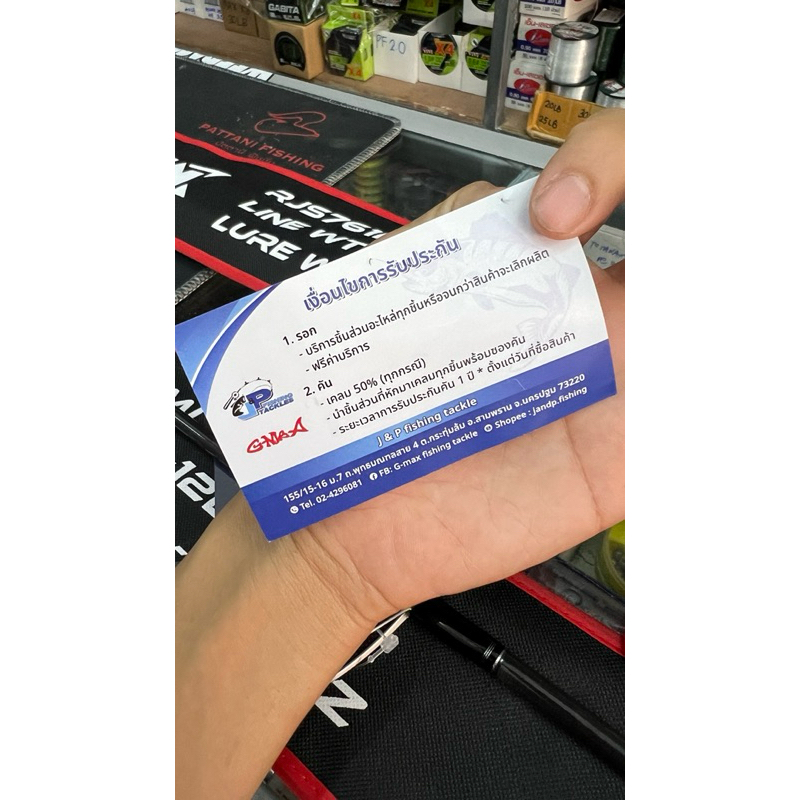 GABITA
PF 20
X4
X4
20LB
25LB
PATTANI FISHING
RJS761
LINE WT
LURE W
เงื่อนไขการรับประกัน
1. รอก
- บริการชิ้นส่วนอะไหล่ทุกชิ้นหรือจนกว่าสินค้าจะเลิกผลิต
- ฟรีค่าบริการ
2. คัน
- เคลม 50% (ทุกกรณี)
- นำชิ้นส่วนที่หักมาเคลมทุกชิ้นพร้อมของคัน
- ระยะเวลาการรับประกันคัน 1 ปี * ตั้งแต่วันที่ซื้อสินค้า
JP FISHING
TACKLES
G-MAX
J & P fishing tackle
155/15-16 ม.7 ถ.พุทธมณฑลสาย 4 ต.กระทุ่มล้ม อ.สามพราน จ.นครปฐม 73220
Tel. 02-4296081 FB: G-max fishing tackle Shopee : jandp.fishing